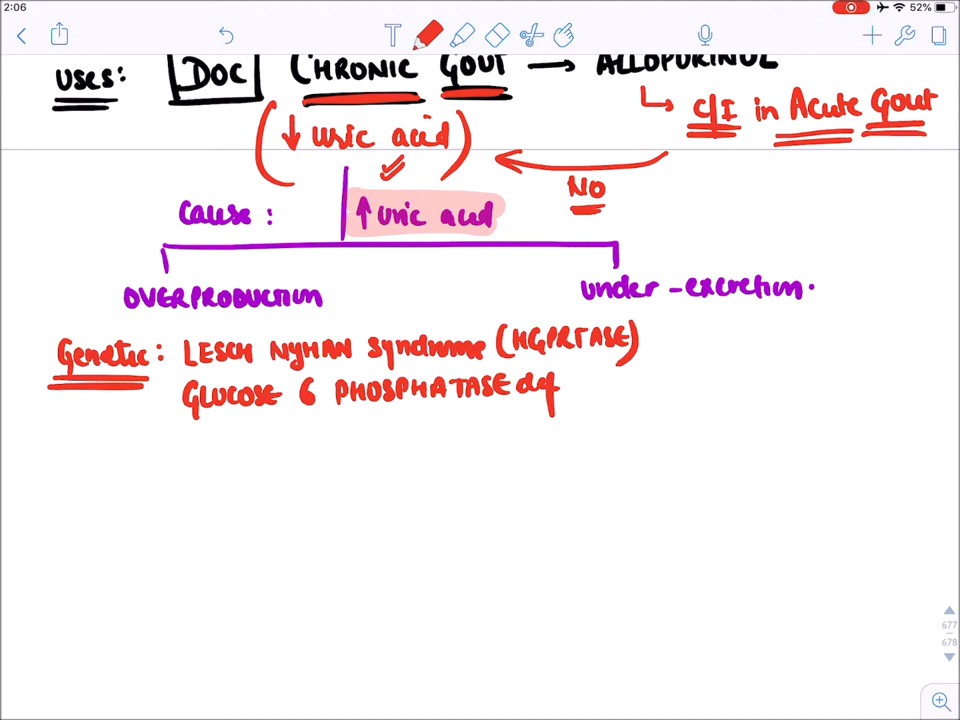 2:06 52%
T
uses: DOC CHRONIC GOUT → ALLOPURINOL
↳ C/I in Acute Gout
(↓ uric acid)
NO
cause: ↑ uric acid
OVERPRODUCTION under-excretion.
Genetic: LESCH NYHAN syndrome (HGPRTASE)
GLUCOSE 6 PHOSPHATASE def
677
678